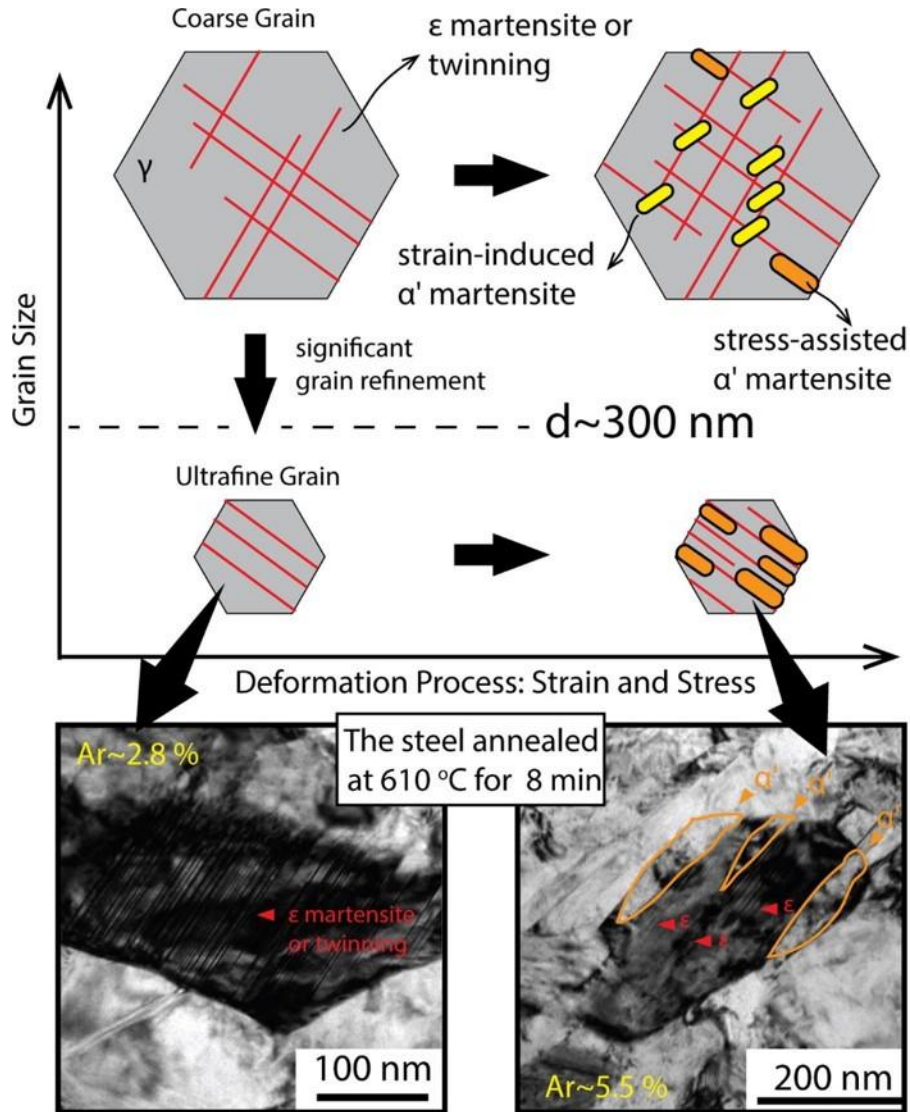 Coarse Grain
ε martensite or
twinning
γ
strain-induced
α' martensite
stress-assisted
α' martensite
Grain Size
significant
grain refinement
d~300 nm
Ultrafine Grain
Deformation Process: Strain and Stress
The steel annealed
at 610 °C for 8 min
Ar~2.8 %
ε martensite
or twinning
100 nm
α'
α'
α'
ε
ε
ε
Ar~5.5 %
200 nm